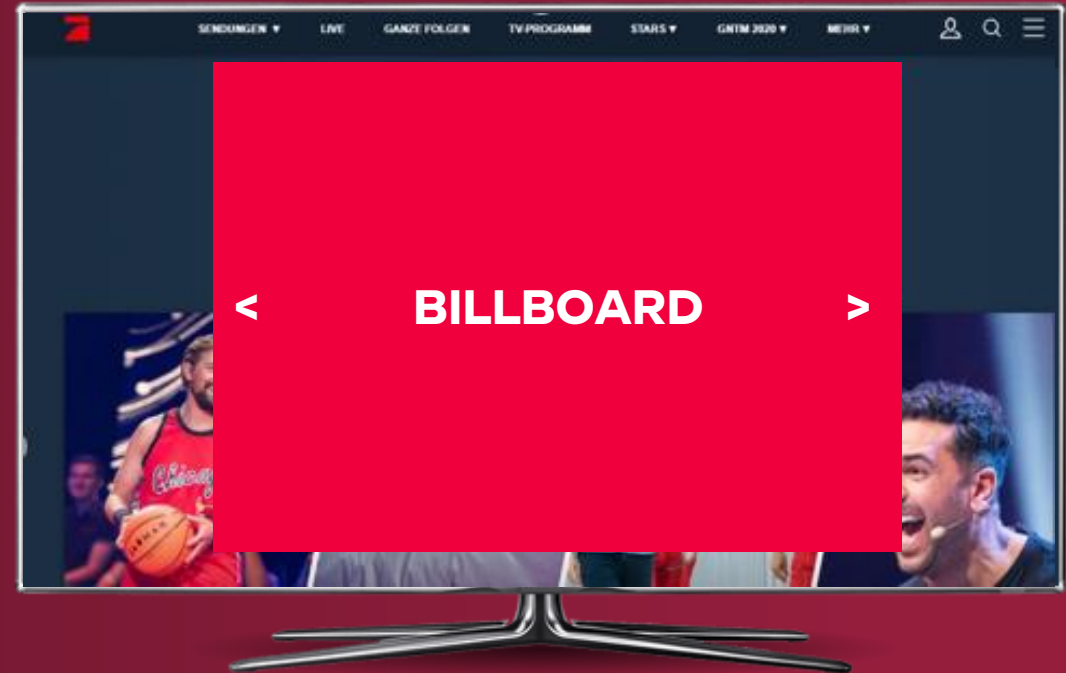 SENDUNGEN ▼ LIVE GANZE FOLGEN TV-PROGRAMM STARS ▼ GNTM 2020 ▼ MEHR ▼
< BILLBOARD >